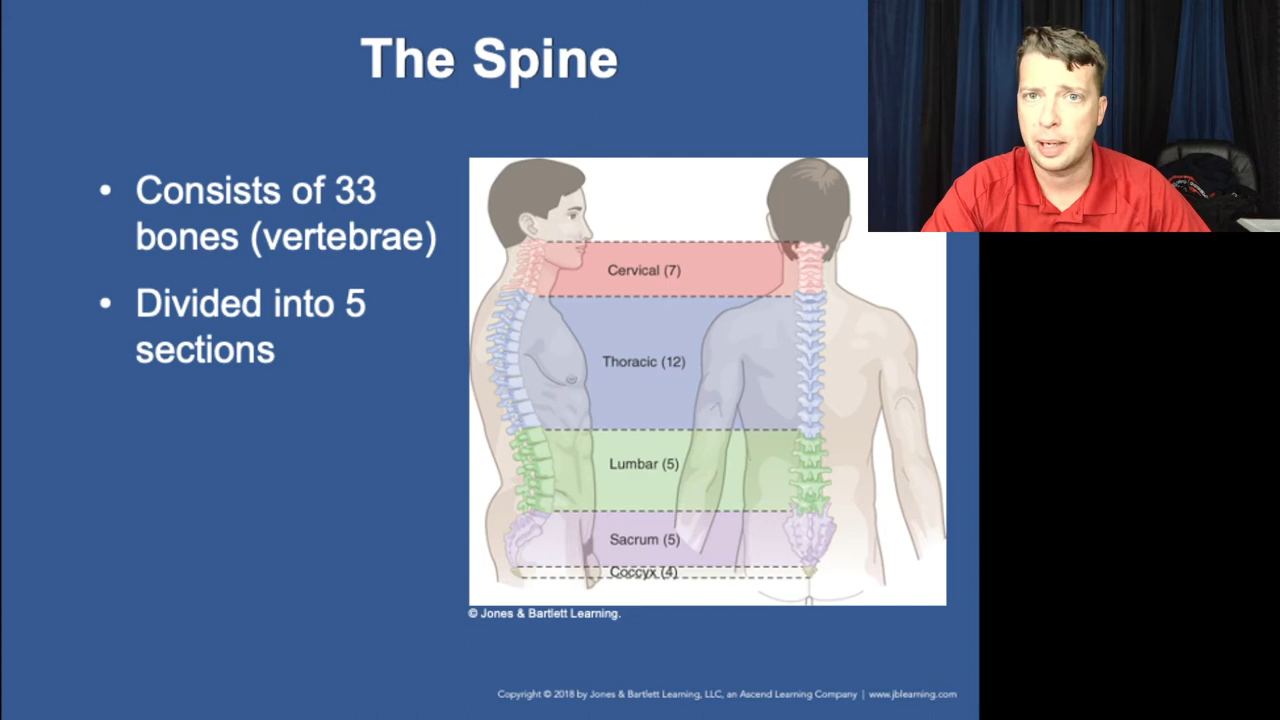 The Spine
• Consists of 33
bones (vertebrae)
• Divided into 5
sections
Cervical (7)
Thoracic (12)
Lumbar (5)
Sacrum (5)
Coccyx (4)
© Jones & Bartlett Learning.
Copyright © 2018 by Jones & Bartlett Learning, LLC, an Ascend Learning Company | www.jblearning.com